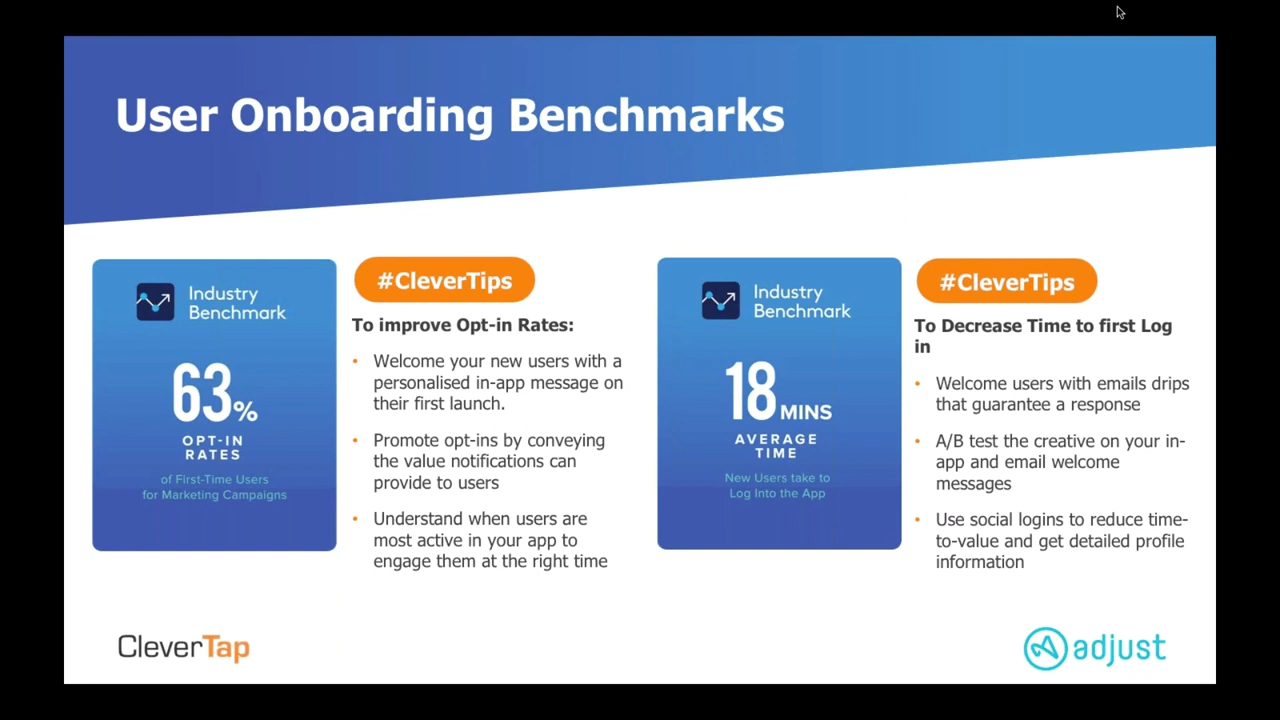 User Onboarding Benchmarks
Industry
Benchmark
63%
OPT-IN
RATES
of First-Time Users
for Marketing Campaigns
#CleverTips
To improve Opt-in Rates:
• Welcome your new users with a
personalised in-app message on
their first launch.
• Promote opt-ins by conveying
the value notifications can
provide to users
• Understand when users are
most active in your app to
engage them at the right time
Industry
Benchmark
18 MINS
AVERAGE
TIME
New Users take to
Log Into the App
#CleverTips
To Decrease Time to first Log
in
• Welcome users with emails drips
that guarantee a response
• A/B test the creative on your in-
app and email welcome
messages
• Use social logins to reduce time-
to-value and get detailed profile
information
CleverTap
adjust